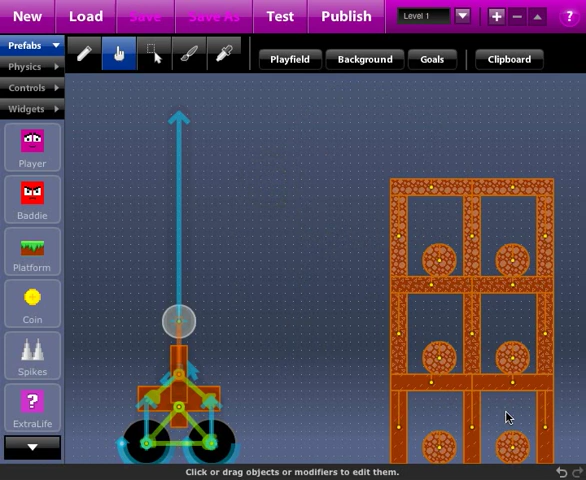 New Load Save Save As Test Publish Level 1 + − ?
Prefabs
Physics
Controls
Widgets
Playfield Background Goals Clipboard
Player
Baddie
Platform
Coin
Spikes
?
ExtraLife
Click or drag objects or modifiers to edit them.